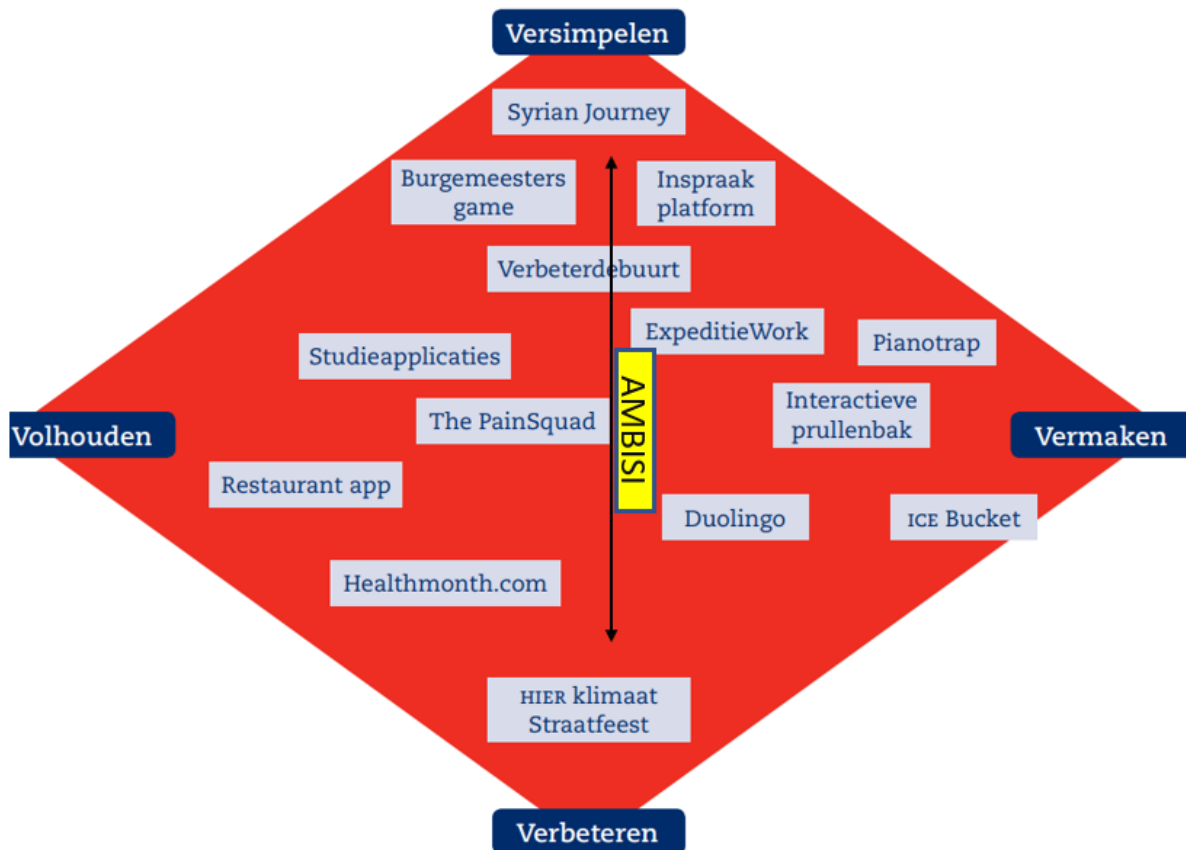 Versimpelen
Syrian Journey
Burgemeesters
game
Inspraak
platform
Verbeterdebuurt
ExpeditieWork
Pianotrap
Studieapplicaties
AMBISI
Interactieve
prullenbak
The PainSquad
Volhouden
Vermaken
Restaurant app
Duolingo
ICE Bucket
Healthmonth.com
HIER klimaat
Straatfeest
Verbeteren